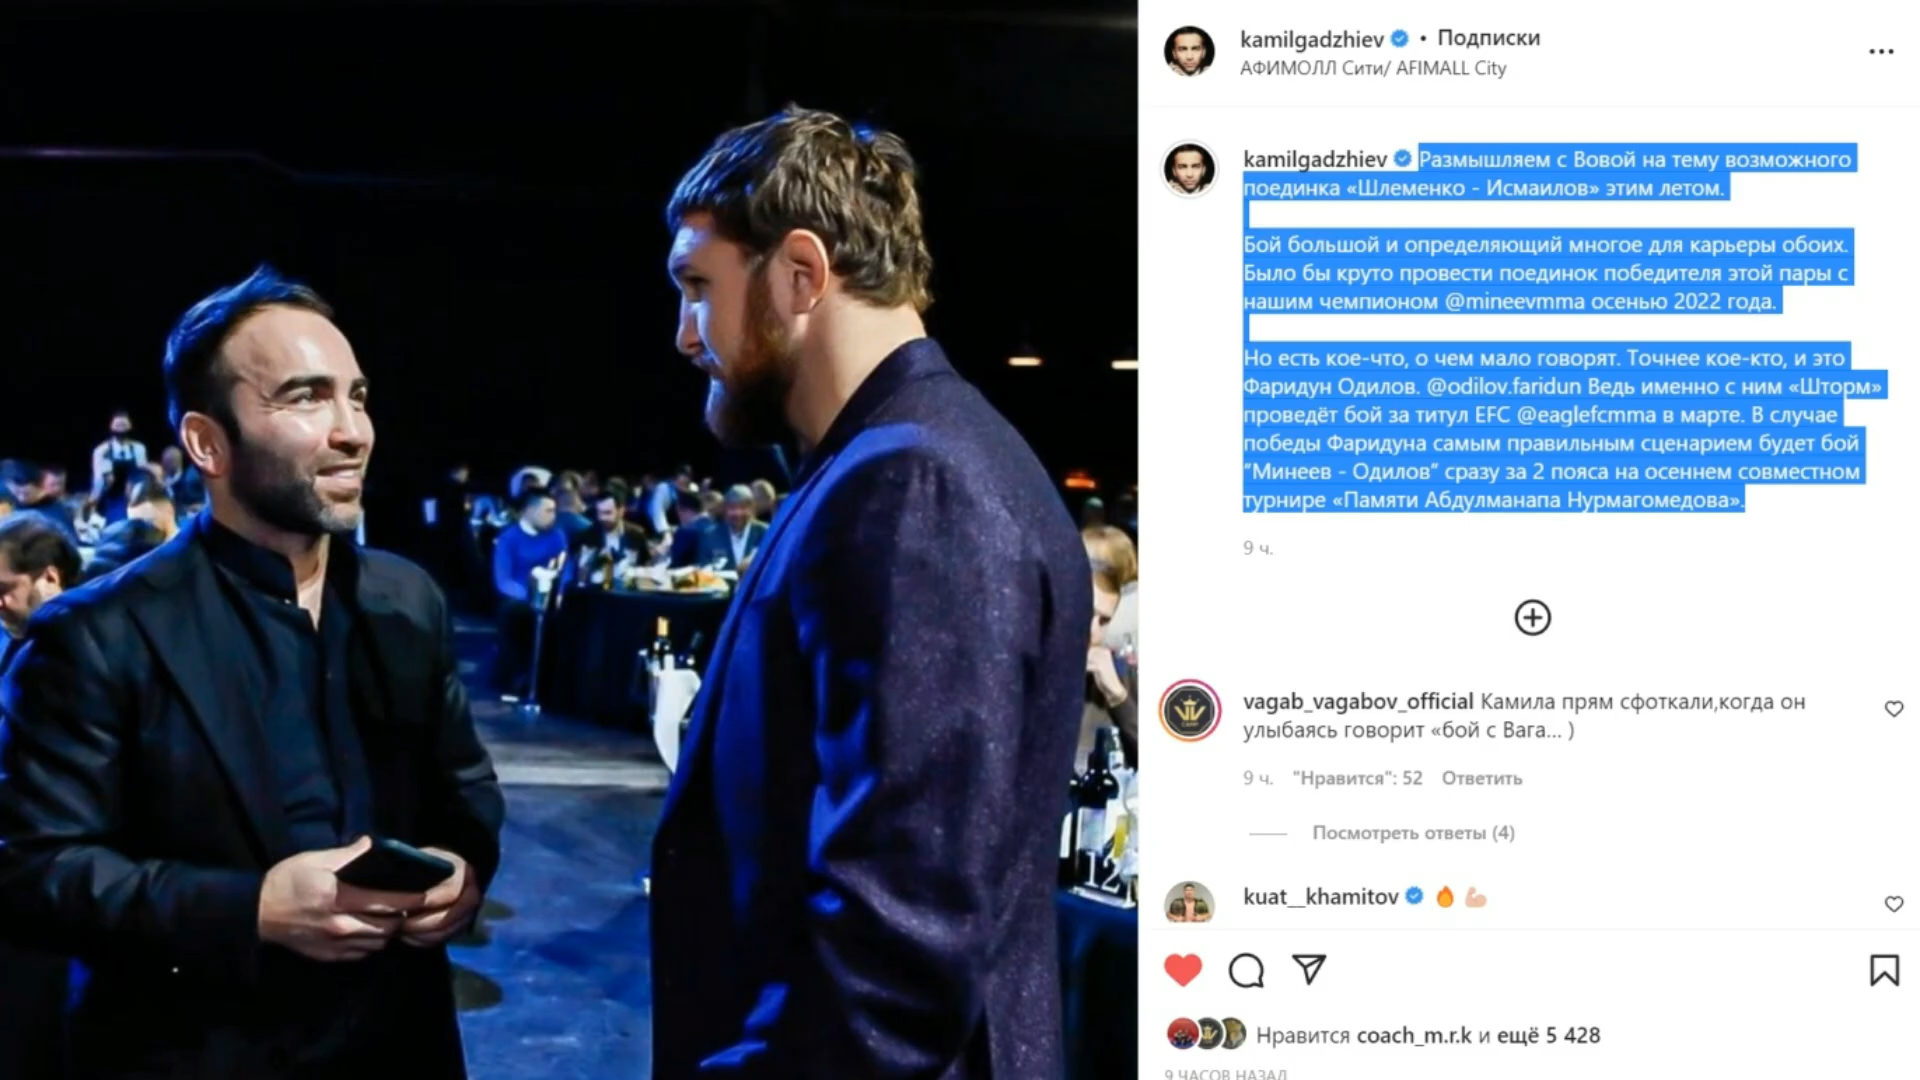 kamilgadzhiev • Подписки
АФИМОЛЛ Сити/ AFIMALL City
kamilgadzhiev Размышляем с Вовой на тему возможного
поединка «Шлеменко - Исмаилов» этим летом.
Бой большой и определяющий многое для карьеры обоих.
Было бы круто провести поединок победителя этой пары с
нашим чемпионом @mineevmma осенью 2022 года.
Но есть кое-что, о чем мало говорят. Точнее кое-кто, и это
Фаридун Одилов. @odilov.faridun Ведь именно с ним «Шторм»
проведёт бой за титул EFC @eaglefcmma в марте. В случае
победы Фаридуна самым правильным сценарием будет бой
“Минеев - Одилов” сразу за 2 пояса на осеннем совместном
турнире «Памяти Абдулманапа Нурмагомедова».
9 ч.
vagab_vagabov_official Камила прям сфоткали,когда он
улыбаясь говорит «бой с Вага... )
9 ч. "Нравится": 52 Ответить
Посмотреть ответы (4)
kuat__khamitov 🔥 💪🏼
Нравится coach_m.r.k и ещё 5 428
9 ЧАСОВ НАЗАД
12